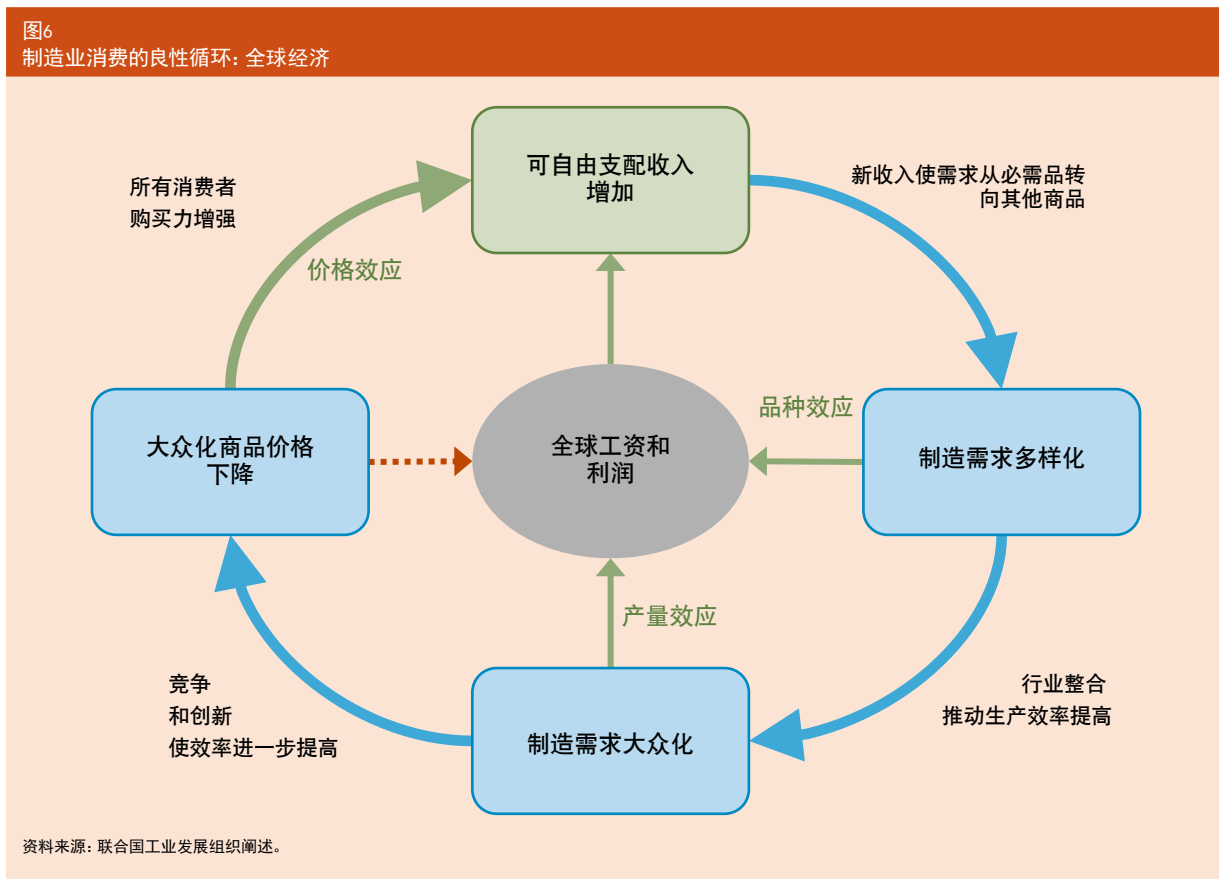 图6
制造业消费的良性循环: 全球经济
可自由支配收入
增加
所有消费者
购买力增强
新收入使需求从必需品转
向其他商品
价格效应
品种效应
大众化商品价格
下降
全球工资和
利润
制造需求多样化
产量效应
竞争
和创新
使效率进一步提高
行业整合
推动生产效率提高
制造需求大众化
资料来源: 联合国工业发展组织阐述。